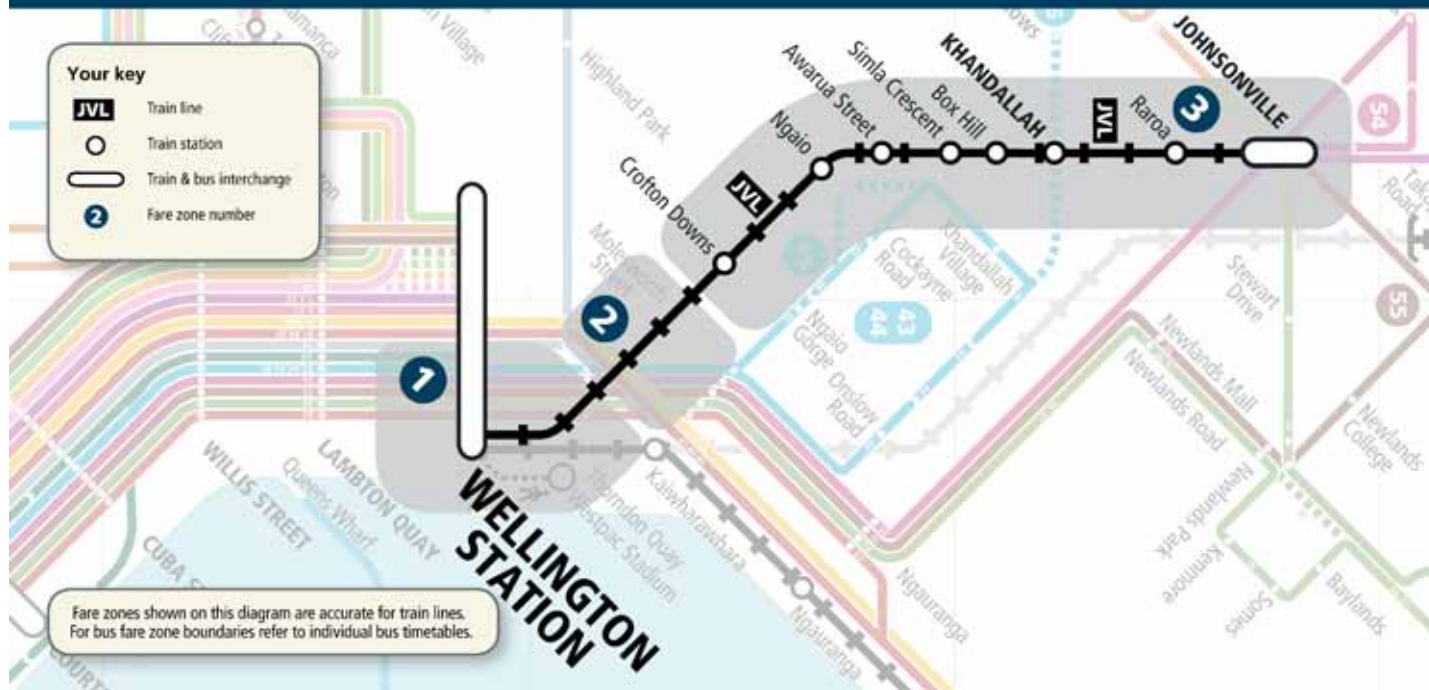 Your key
JVL
Train line
Train station
Train & bus interchange
2
Fare zone number
Village
Highland Park
Crofton Downs
JVL
Ngaio
Awarua Street
Simla Crescent
Box Hill
KHANDALLAH
JVL
Raroa
3
JOHNSONVILLE
54
Stewart
Drive
55
Newlands Mall
Newlands Road
Newlands
College
Newlands Park
Kenmore
Somes
Baylands
Khandallah
Village
Cockayne
Road
43
44
Ngaio
Gorge
Onslow
Road
2
1
WELLINGTON
STATION
WILLIS STREET
LAMBTON QUAY
Queens Wharf
Thorndon Quay
Westpac Stadium
Kaiwharawhara
Ngauranga
Ngauranga
Fare zones shown on this diagram are accurate for train lines.
For bus fare zone boundaries refer to individual bus timetables.